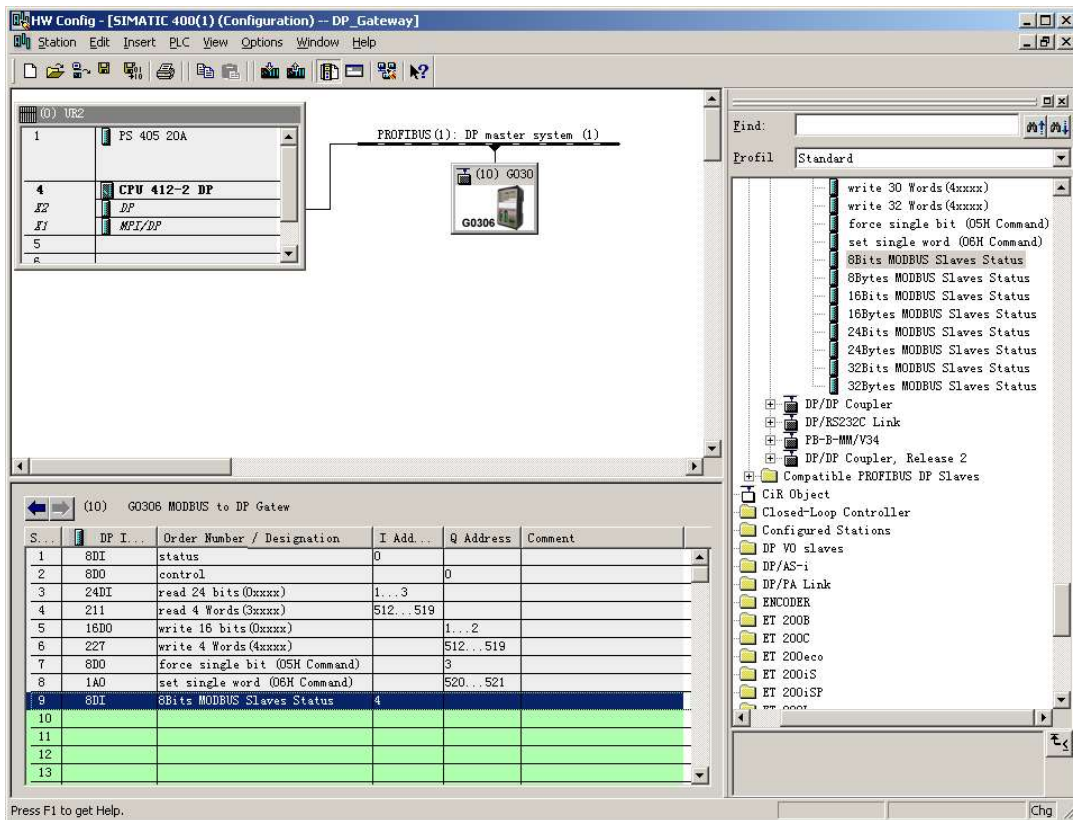 HW Config - [SIMATIC 400(1) (Configuration) -- DP_Gateway]
Station Edit Insert PLC View Options Window Help
(0) UR2
1 PS 405 20A
4 CPU 412-2 DP
X2 DP
X1 MPI/DP
5
6
PROFIBUS(1): DP master system (1)
(10) G030
G0306
Find:
Profil Standard
write 30 Words(4xxxx)
write 32 Words(4xxxx)
force single bit (05H Command)
set single word (06H Command)
8Bits MODBUS Slaves Status
8Bytes MODBUS Slaves Status
16Bits MODBUS Slaves Status
16Bytes MODBUS Slaves Status
24Bits MODBUS Slaves Status
24Bytes MODBUS Slaves Status
32Bits MODBUS Slaves Status
32Bytes MODBUS Slaves Status
DP/DP Coupler
DP/RS232C Link
PB-B-MM/V34
DP/DP Coupler, Release 2
Compatible PROFIBUS DP Slaves
CiR Object
Closed-Loop Controller
Configured Stations
DP V0 slaves
DP/AS-i
DP/PA Link
ENCODER
ET 200B
ET 200C
ET 200eco
ET 200iS
ET 200iSP
(10) G0306 MODBUS to DP Gatew
S... DP I... Order Number / Designation I Add... Q Address Comment
1 8DI status 0
2 8DO control 0
3 24DI read 24 bits(0xxxx) 1...3
4 211 read 4 Words(3xxxx) 512...519
5 16DO write 16 bits(0xxxx) 1...2
6 227 write 4 Words(4xxxx) 512...519
7 8DO force single bit (05H Command) 3
8 1AO set single word (06H Command) 520...521
9 8DI 8Bits MODBUS Slaves Status 4
10
11
12
13
Press F1 to get Help.
Chg